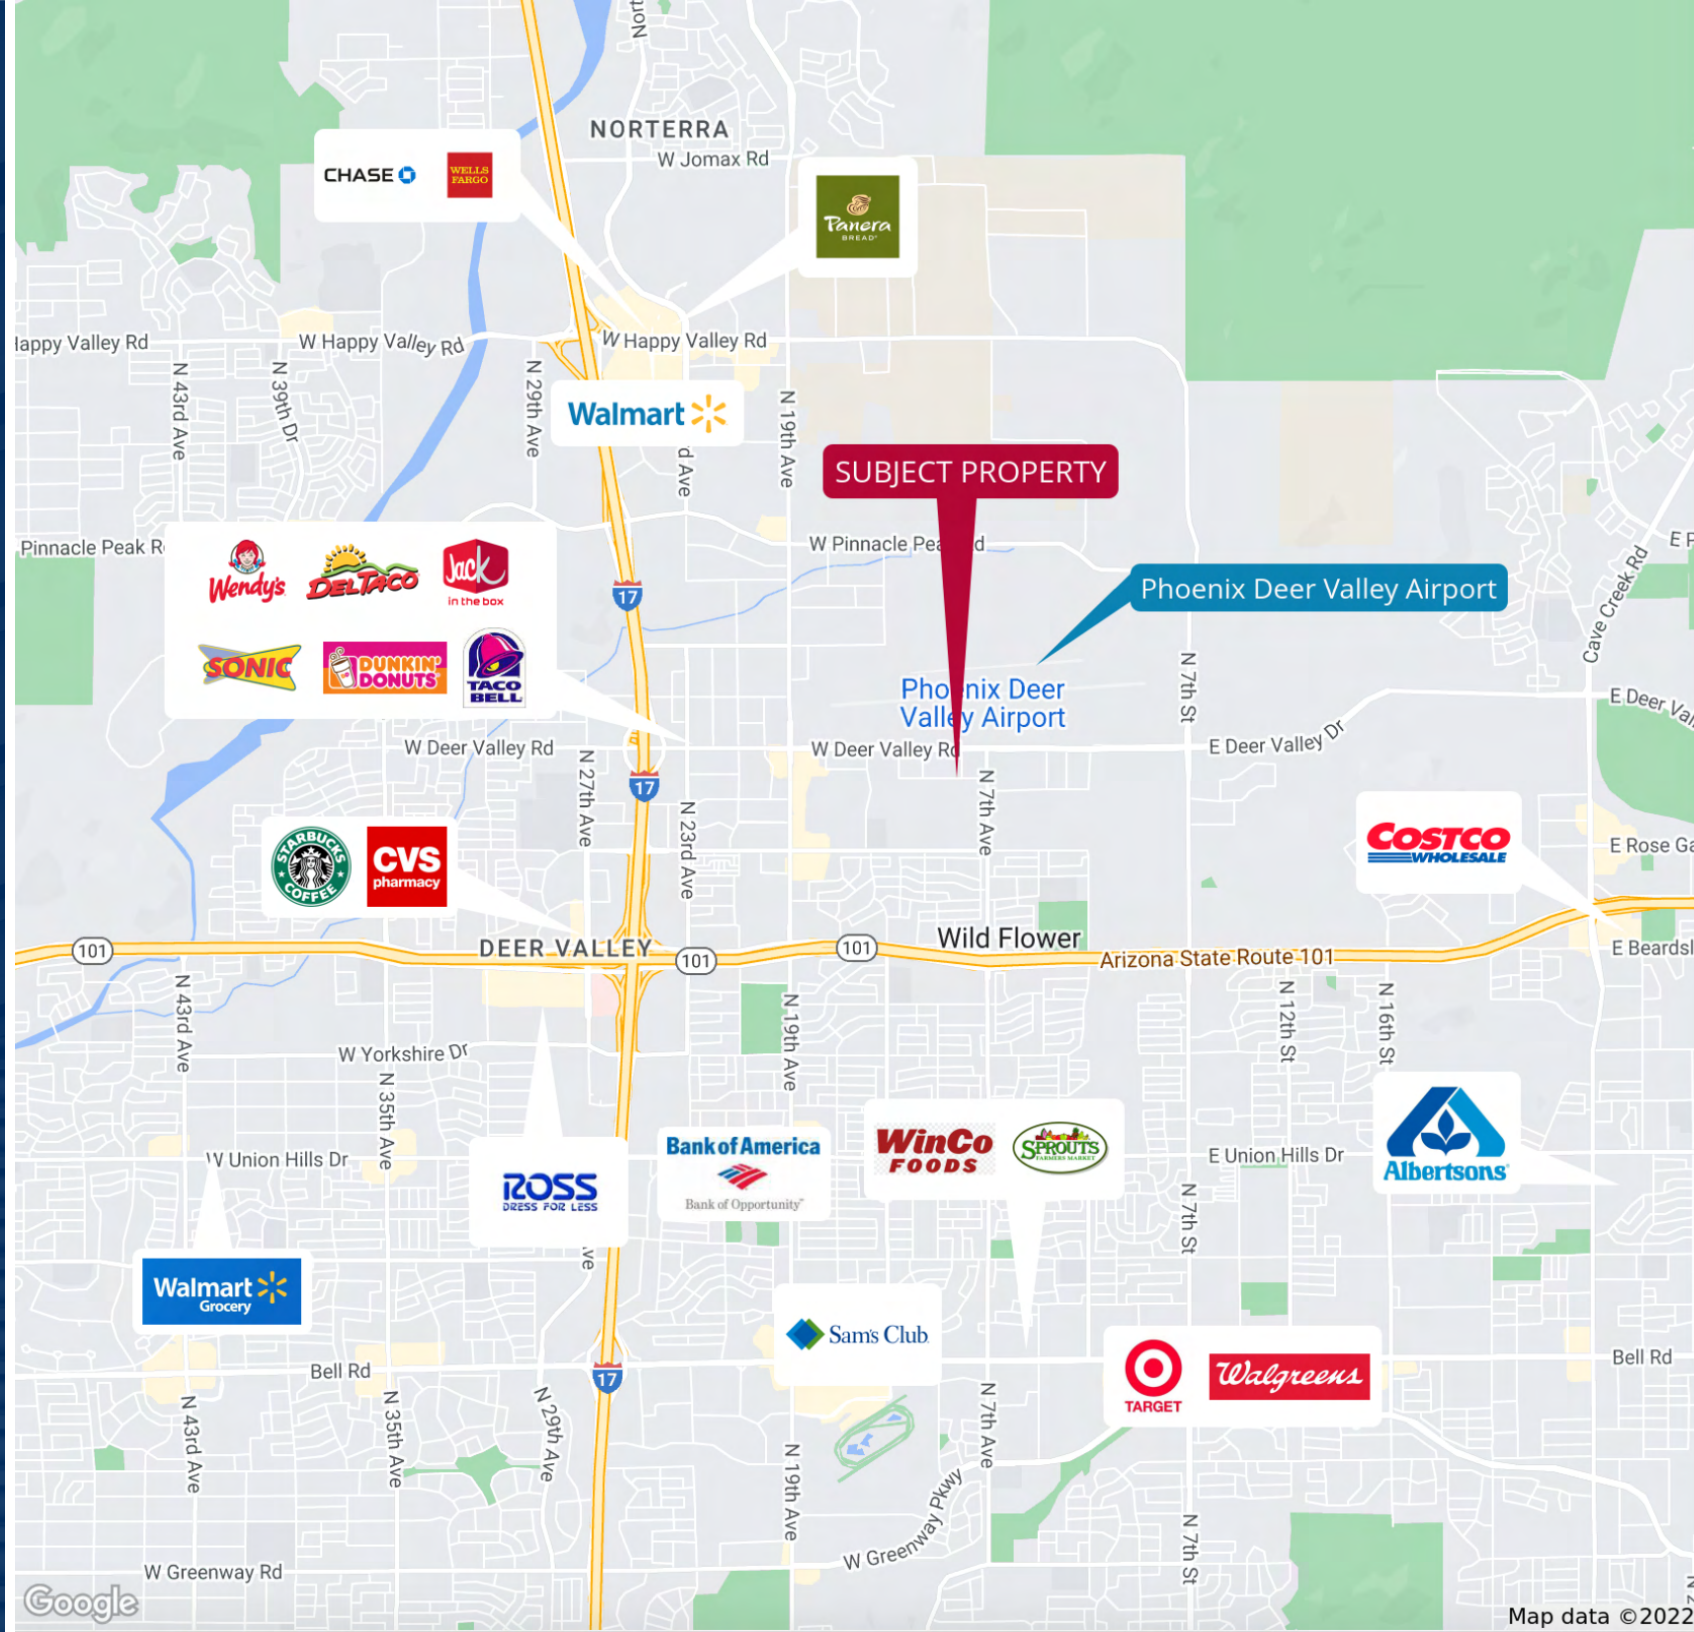 NORTERRA
W Jomax Rd
CHASE
WELLS
FARGO
Panera
BREAD
Happy Valley Rd
W Happy Valley Rd
W Happy Valley Rd
N 43rd Ave
N 39th Dr
N 29th Ave
Walmart
N 19th Ave
d Ave
SUBJECT PROPERTY
Pinnacle Peak R
W Pinnacle Pea
d
Cave Creek Rd
Wendy's
DEL TACO
Jack
in the box
17
Phoenix Deer Valley Airport
SONIC
DUNKIN'
DONUTS
TACO
BELL
Phoenix Deer
Valley Airport
N 7th St
E Deer Va
W Deer Valley Rd
W Deer Valley Rd
E Deer Valley Dr
N 27th Ave
17
N 7th Ave
N 23rd Ave
STARBUCKS
COFFEE
CVS
pharmacy
COSTCO
WHOLESALE
E Rose Ga
DEER VALLEY
Wild Flower
101
101
101
Arizona State Route 101
E Beardsl
N 43rd Ave
N 19th Ave
N 12th St
N 16th St
W Yorkshire Dr
N 35th Ave
W Union Hills Dr
Bank of America
Bank of Opportunity
WinCo
FOODS
SPROUTS
FARMERS MARKET
E Union Hills Dr
Albertsons
ROSS
DRESS FOR LESS
N 7th St
ve
Walmart
Grocery
Sam's Club
Bell Rd
17
TARGET
Walgreens
Bell Rd
N 43rd Ave
N 35th Ave
N 29th Ave
N 19th Ave
N 7th Ave
W Greenway Pkwy
N 7th St
W Greenway Rd
Google
Map data ©2022